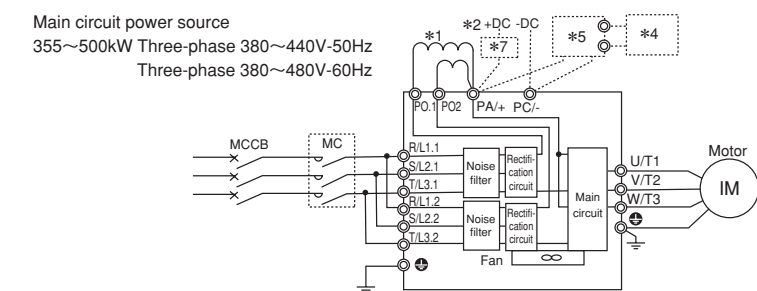 Main circuit power source
355～500kW Three-phase 380～440V-50Hz
Three-phase 380～480V-60Hz
*1
*2 +DC -DC
*7
*5
*4
PO.1 PO2 PA/+ PC/-
MCCB
MC
R/L1.1
S/L2.1
T/L3.1
R/L1.2
S/L2.2
T/L3.2
Noise
filter
Rectifi-
cation
circuit
Noise
filter
Rectifi-
cation
circuit
Main
circuit
Fan
U/T1
V/T2
W/T3
Motor
IM